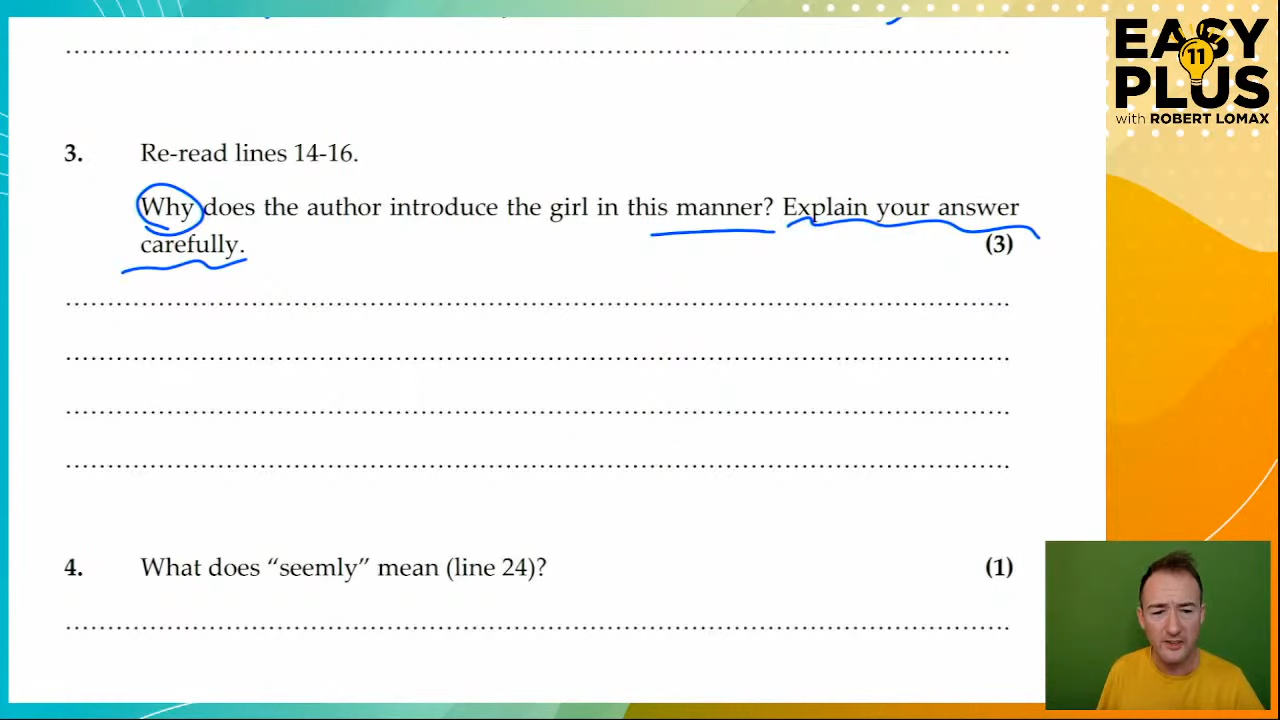 EASY
11
PLUS
with ROBERT LOMAX
3. Re-read lines 14-16.
Why does the author introduce the girl in this manner? Explain your answer
carefully. (3)
4. What does “seemly” mean (line 24)? (1)